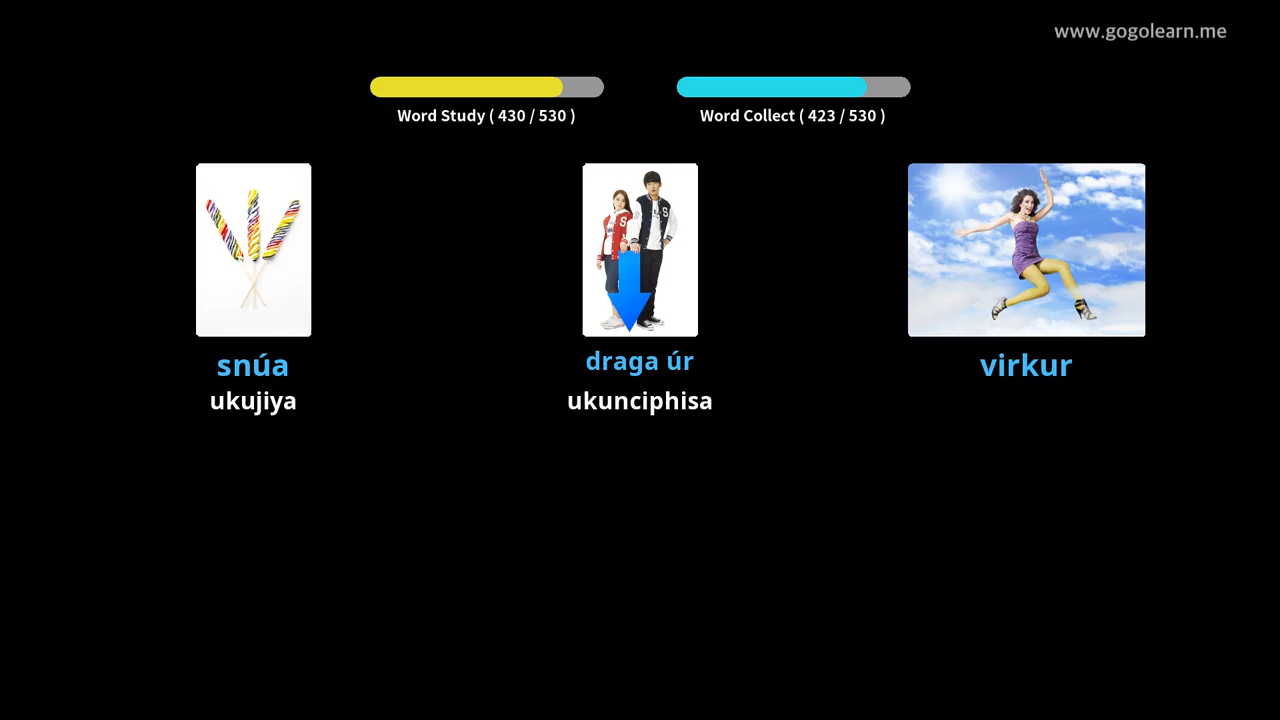 www.gogolearn.me
Word Study ( 430 / 530 )
Word Collect ( 423 / 530 )
snúa
ukujiya
draga úr
ukunciphisa
virkur